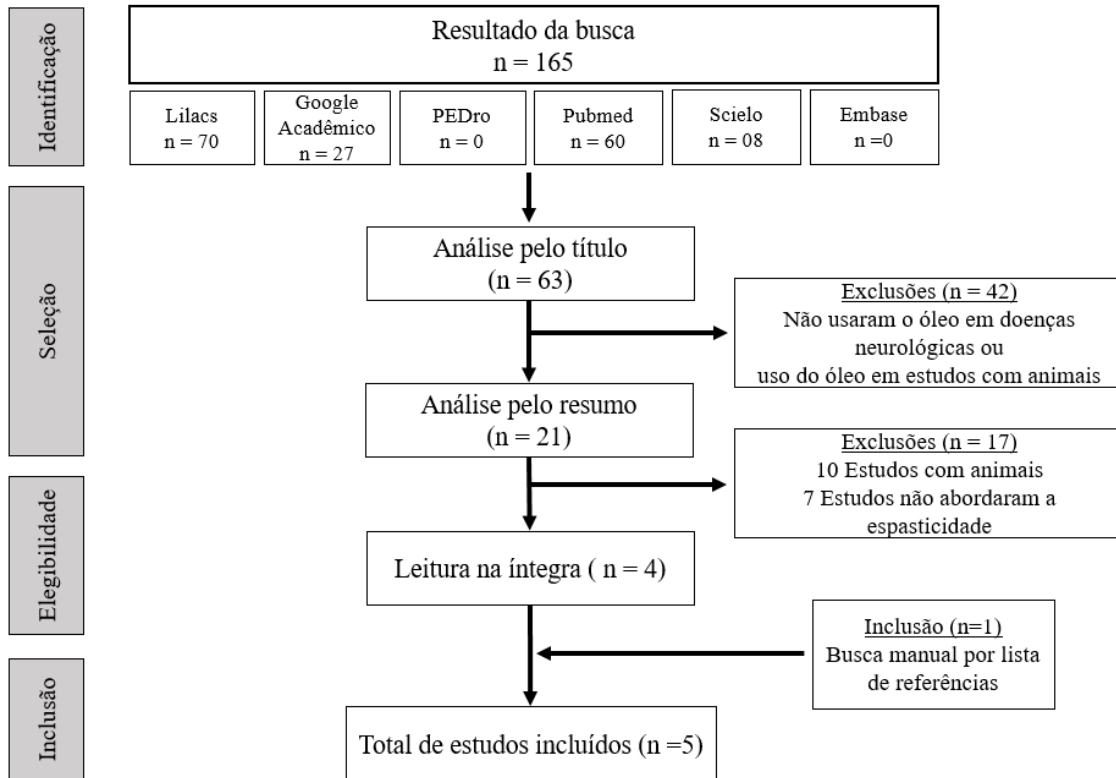 Identificação
Resultado da busca
n = 165
Lilacs
n = 70
Google
Acadêmico
n = 27
PEDro
n = 0
Pubmed
n = 60
Scielo
n = 08
Embase
n =0
Seleção
Análise pelo título
(n = 63)
Exclusões (n = 42)
Não usaram o óleo em doenças
neurológicas ou
uso do óleo em estudos com animais
Análise pelo resumo
(n = 21)
Exclusões (n = 17)
10 Estudos com animais
7 Estudos não abordaram a
espasticidade
Elegibilidade
Leitura na íntegra ( n = 4)
Inclusão (n=1)
Busca manual por lista
de referências
Inclusão
Total de estudos incluídos (n =5)